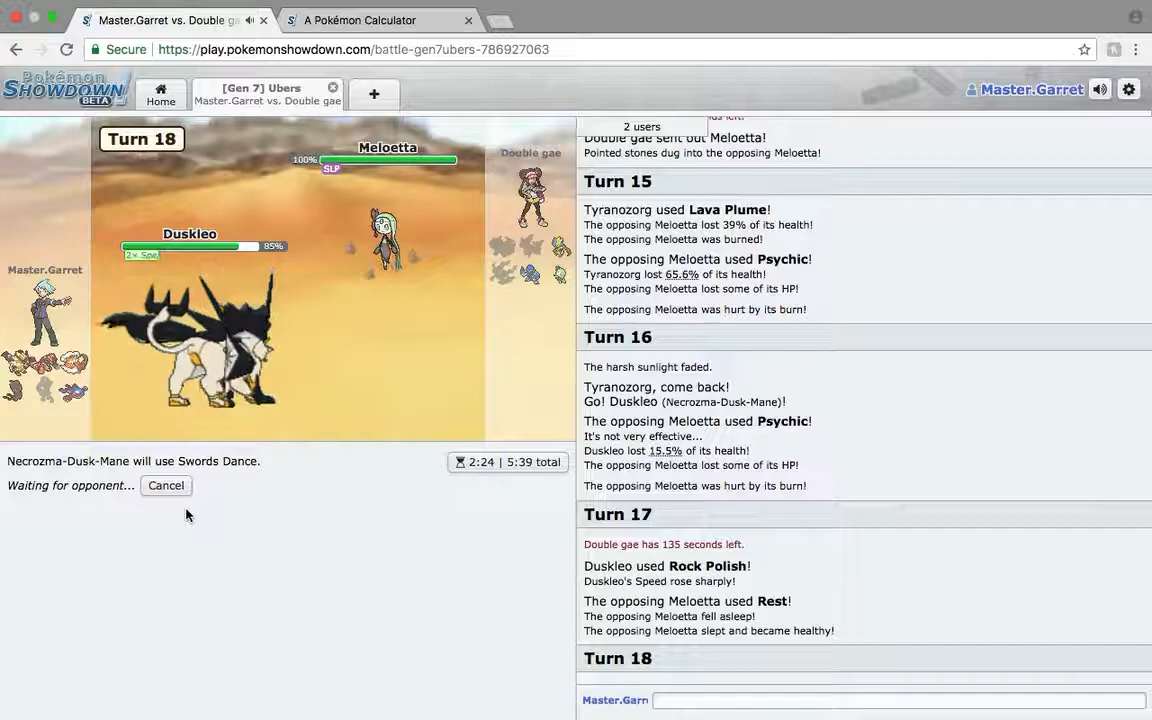 Master.Garret vs. Double ga
A Pokémon Calculator
Secure
https://play.pokemonshowdown.com/battle-gen7ubers-786927063
Pokémon
SHOWDOWN
BETA
Home
[Gen 7] Ubers
Master.Garret vs. Double gae
+
Master.Garret
Turn 18
Meloetta
100%
SLP
Double gae
Duskleo
85%
2× Spe
Master.Garret
Necrozma-Dusk-Mane will use Swords Dance.
2:24 | 5:39 total
Waiting for opponent...
Cancel
2 users
Double gae sent out Meloetta!
Pointed stones dug into the opposing Meloetta!
Turn 15
Tyranozorg used Lava Plume!
The opposing Meloetta lost 39% of its health!
The opposing Meloetta was burned!
The opposing Meloetta used Psychic!
Tyranozorg lost 65.6% of its health!
The opposing Meloetta lost some of its HP!
The opposing Meloetta was hurt by its burn!
Turn 16
The harsh sunlight faded.
Tyranozorg, come back!
Go! Duskleo (Necrozma-Dusk-Mane)!
The opposing Meloetta used Psychic!
It's not very effective...
Duskleo lost 15.5% of its health!
The opposing Meloetta lost some of its HP!
The opposing Meloetta was hurt by its burn!
Turn 17
Double gae has 135 seconds left.
Duskleo used Rock Polish!
Duskleo's Speed rose sharply!
The opposing Meloetta used Rest!
The opposing Meloetta fell asleep!
The opposing Meloetta slept and became healthy!
Turn 18
Master.Garr